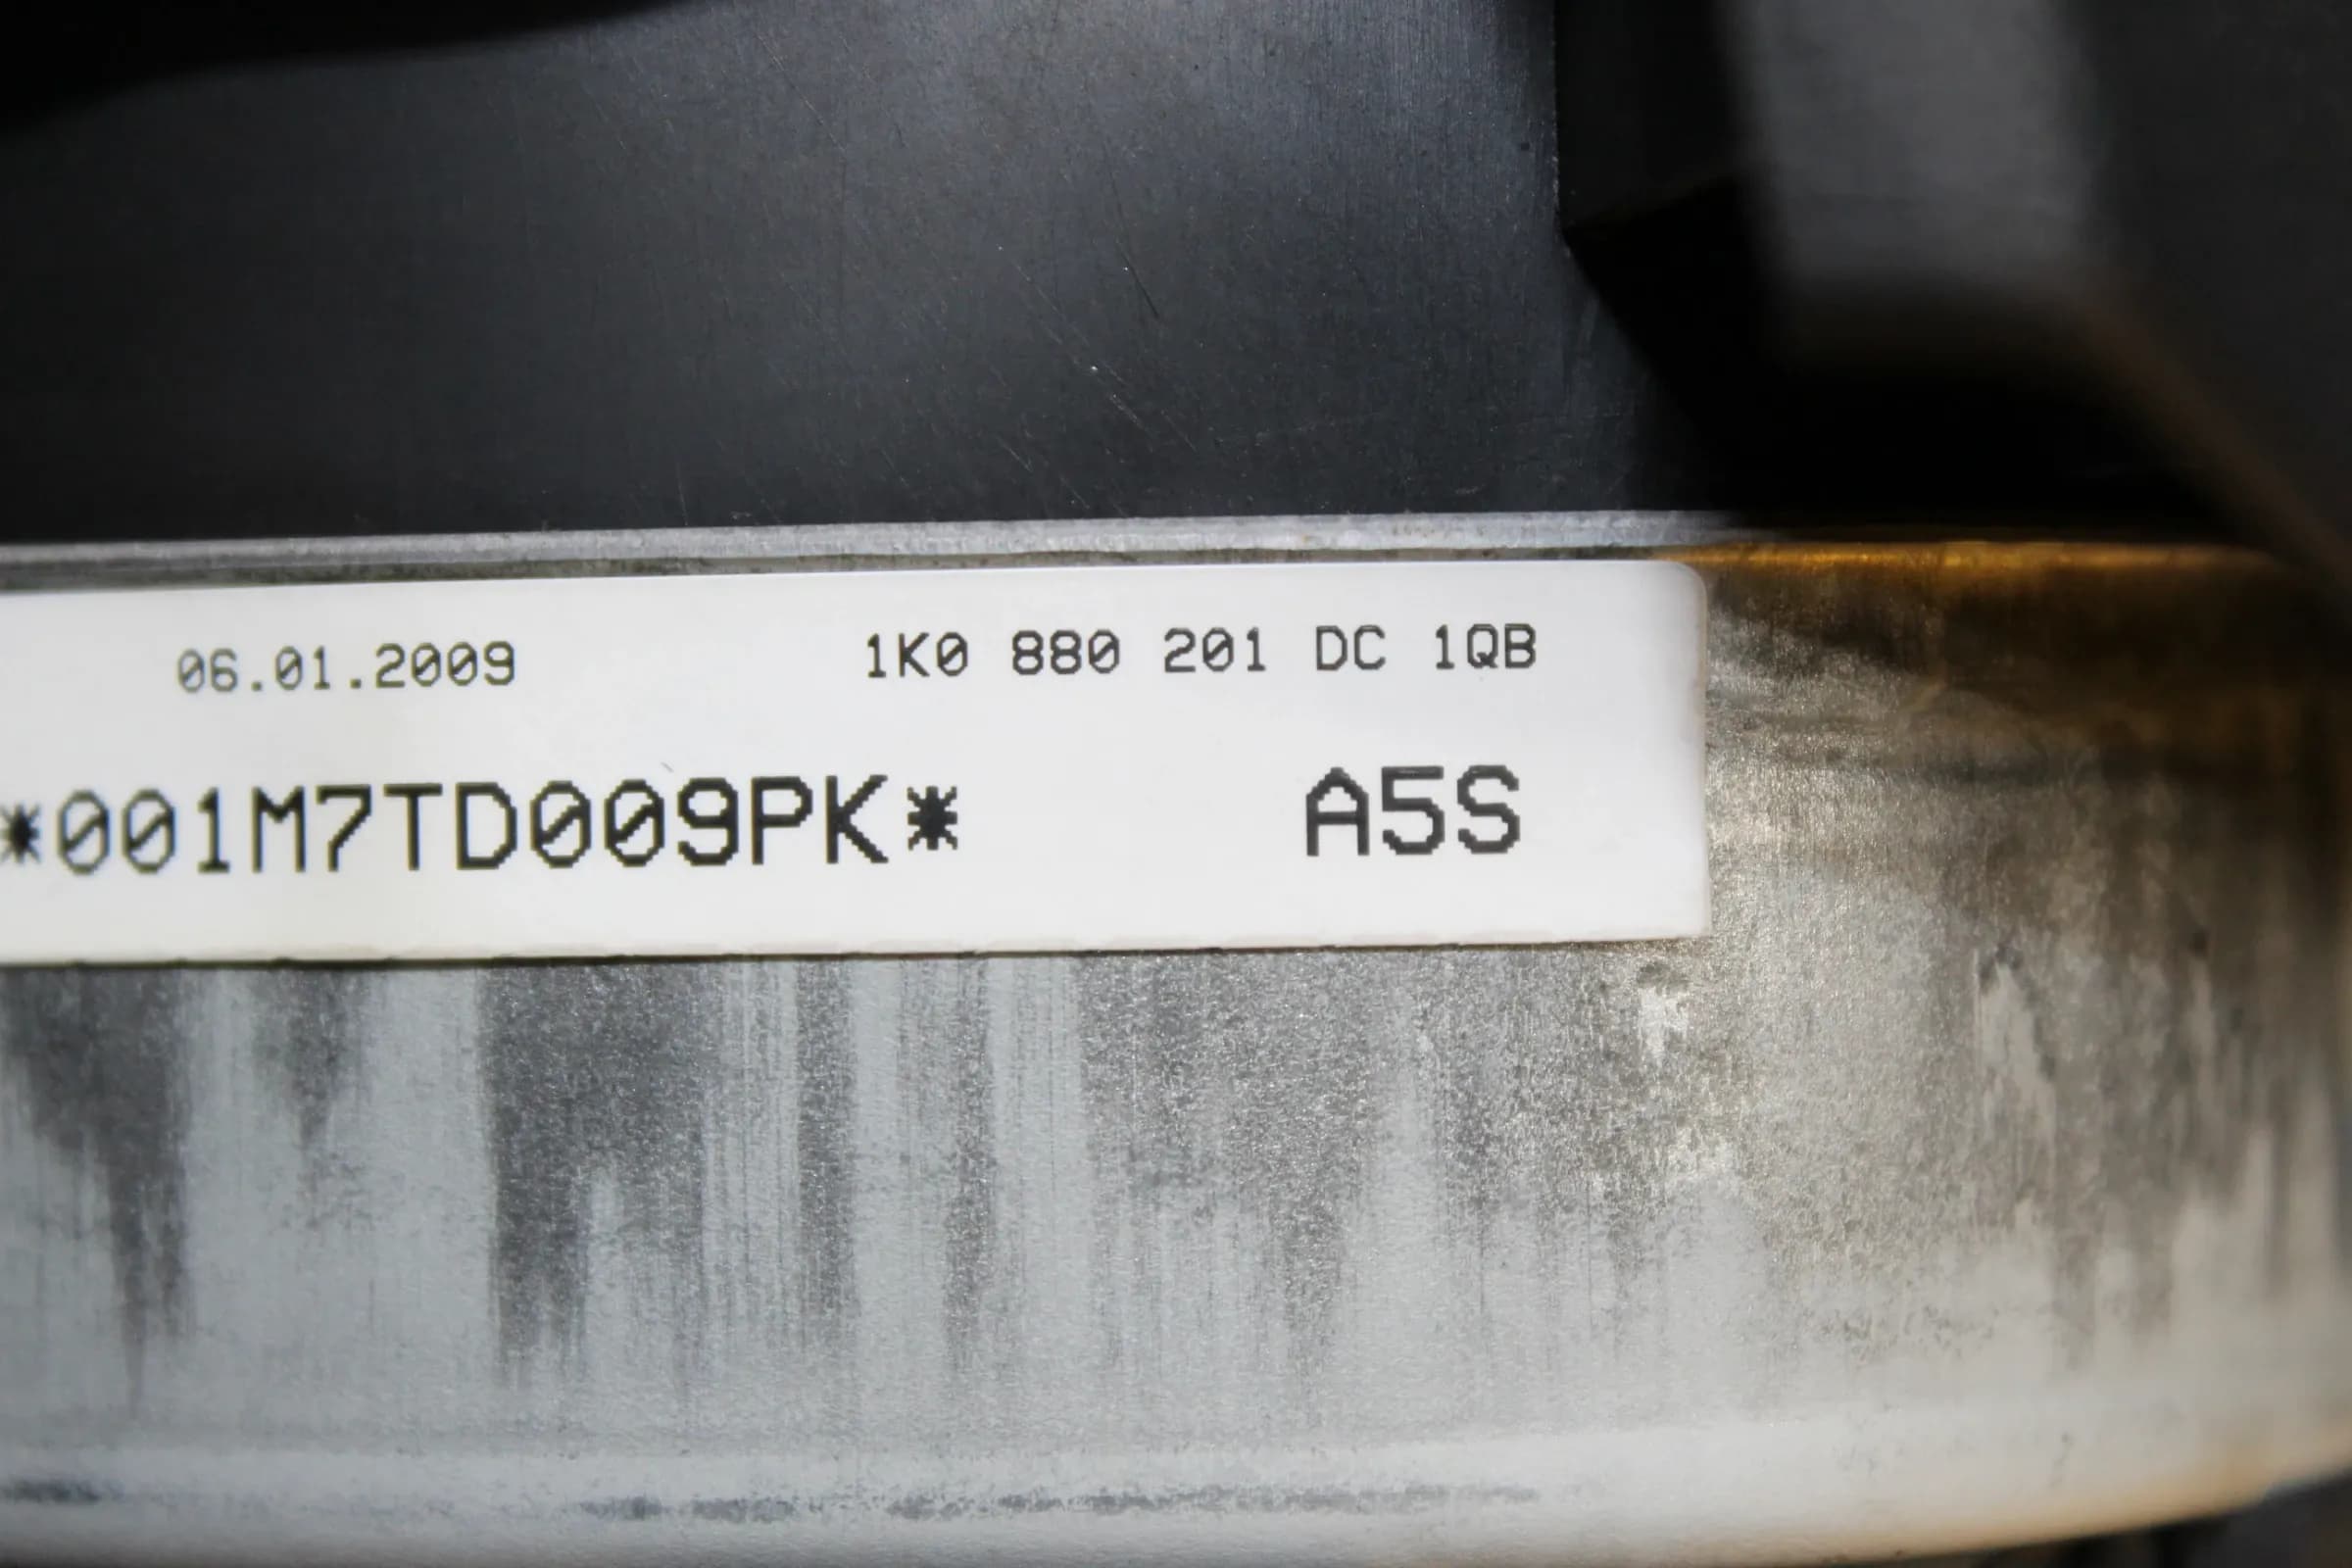 06.01.2009 1K0 880 201 DC 1QB
*001M7TD009PK* A5S